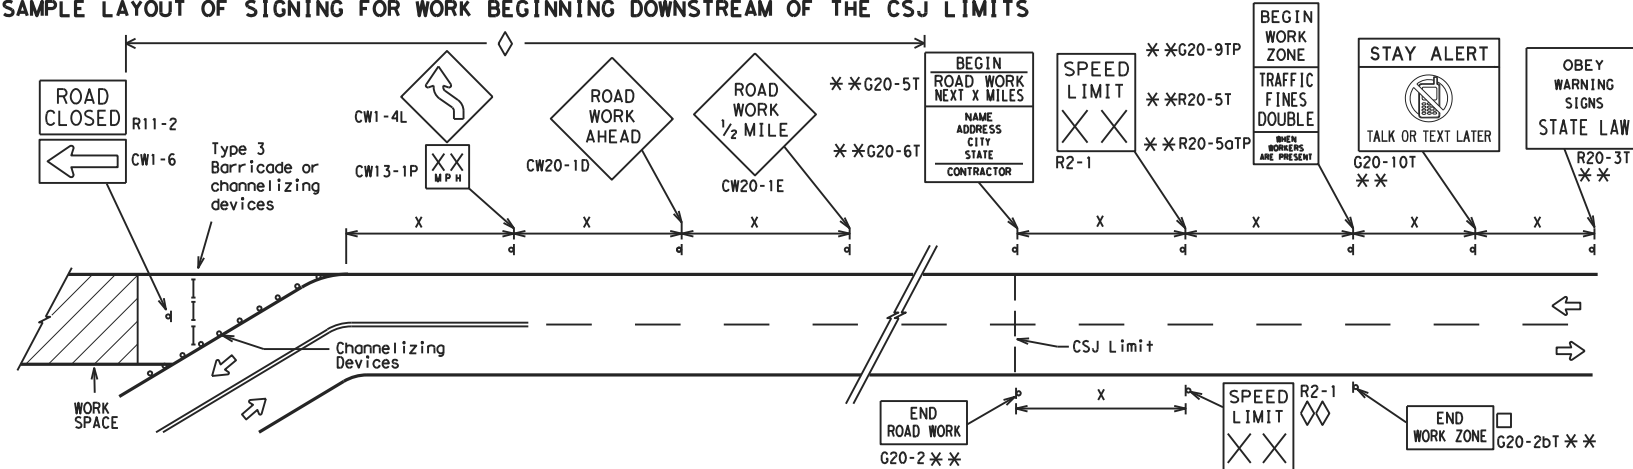 SAMPLE LAYOUT OF SIGNING FOR WORK BEGINNING DOWNSTREAM OF THE CSJ LIMITS
ROAD
CLOSED
R11-2
CW1-6
Type 3
Barricade or
channelizing
devices
CW1-4L
CW13-1P
XX
MPH
ROAD
WORK
AHEAD
CW20-1D
ROAD
WORK
1/2 MILE
CW20-1E
**G20-5T
**G20-6T
BEGIN
ROAD WORK
NEXT X MILES
NAME
ADDRESS
CITY
STATE
CONTRACTOR
SPEED
LIMIT
XX
R2-1
**G20-9TP
**R20-5T
**R20-5aTP
BEGIN
WORK
ZONE
TRAFFIC
FINES
DOUBLE
WHEN
WORKERS
ARE PRESENT
STAY ALERT
TALK OR TEXT LATER
G20-10T
**
OBEY
WARNING
SIGNS
STATE LAW
R20-3T
**
X
X
X
X
X
X
X
Channelizing
Devices
WORK
SPACE
CSJ Limit
X
END
ROAD WORK
G20-2**
SPEED
LIMIT
XX
R2-1
END
WORK ZONE
G20-2bT**